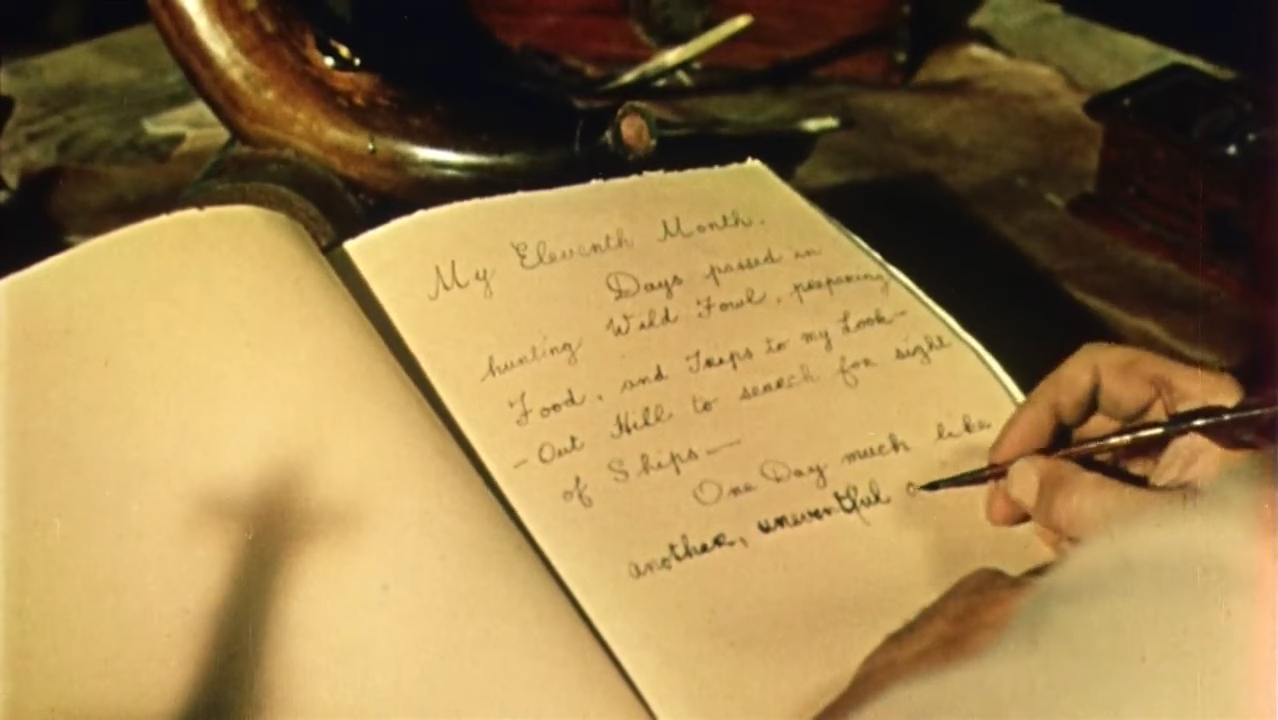 My Eleventh Month.
Days passed in
hunting Wild Fowl, preparing
Food, and Trips to my Look-
- Out Hill to search for sight
of Ships —
One Day much like
another, uneventful a